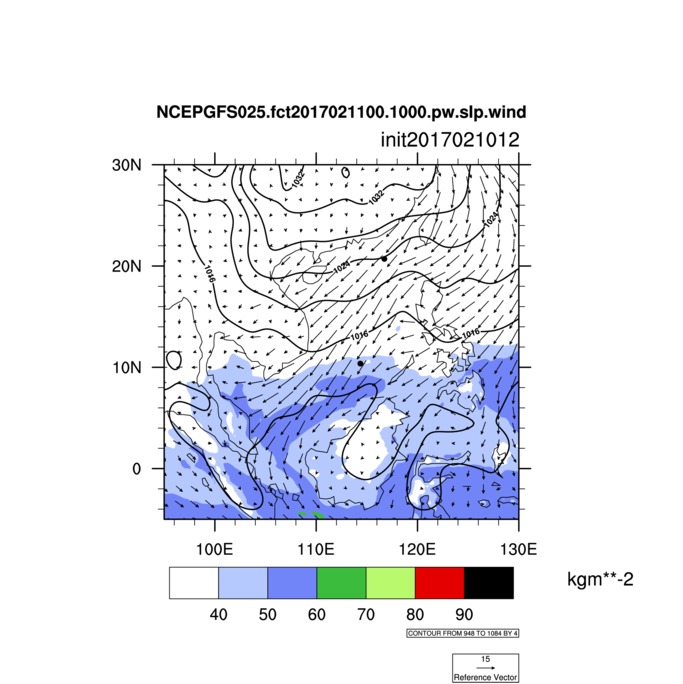 NCEPGFS025.fct2017021100.1000.pw.slp.wind
init2017021012
30N
1032
1032
1024
20N
1024
1016
1016
1016
10N
0
100E 110E 120E 130E
kgm**-2
40 50 60 70 80 90
CONTOUR FROM 948 TO 1084 BY 4
15
Reference Vector